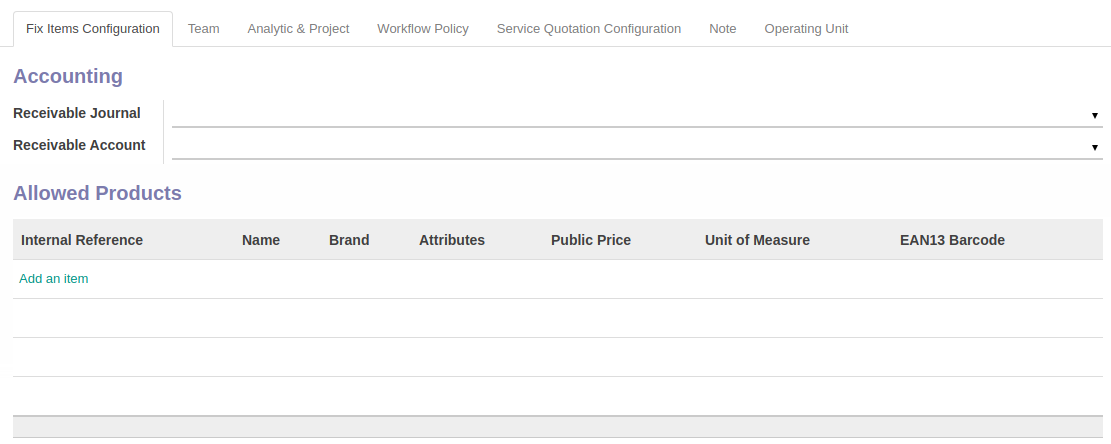 Fix Items Configuration Team Analytic & Project Workflow Policy Service Quotation Configuration Note Operating Unit
Accounting
Receivable Journal
Receivable Account
Allowed Products
Internal Reference Name Brand Attributes Public Price Unit of Measure EAN13 Barcode
Add an item